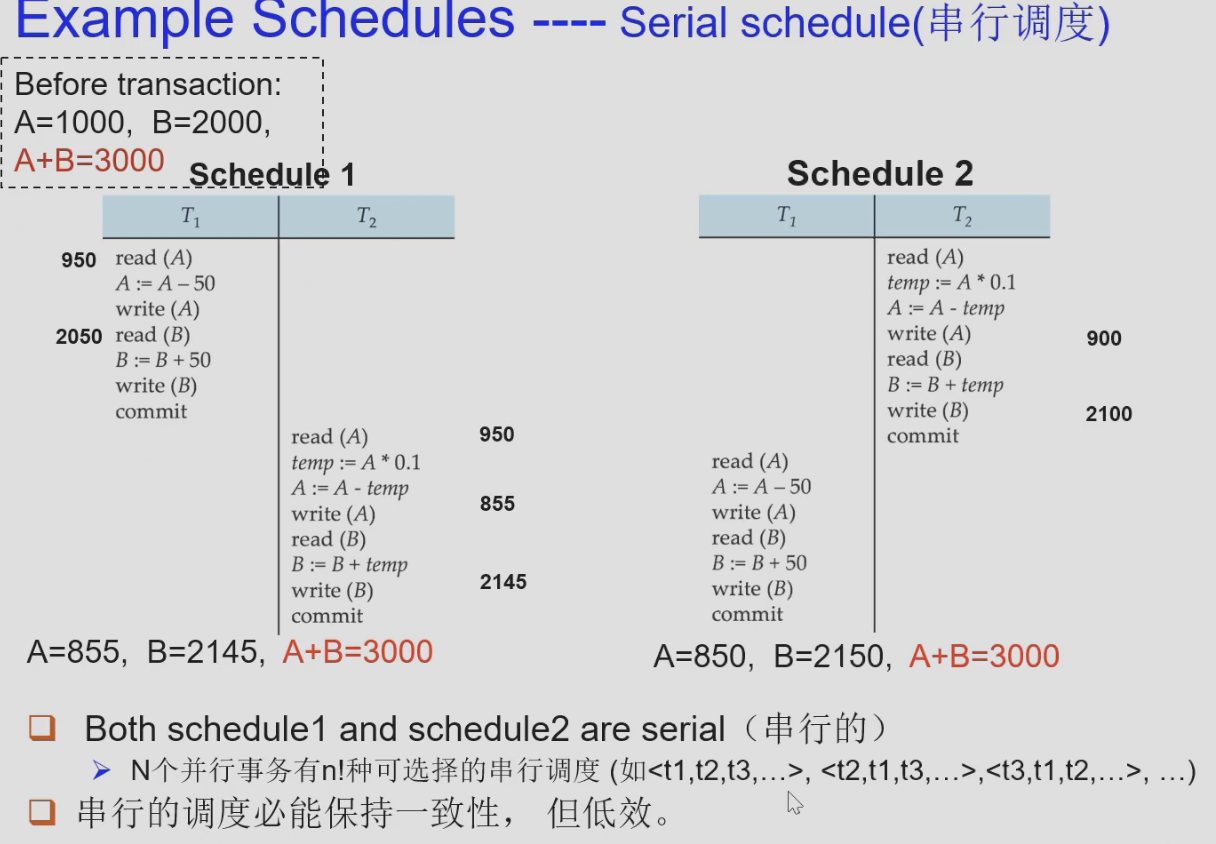 Example Schedules ---- Serial schedule(串行调度)
Before transaction:
A=1000, B=2000,
A+B=3000
Schedule 1
T1 T2
950 read (A)
A := A – 50
write (A)
2050 read (B)
B := B + 50
write (B)
commit
read (A) 950
temp := A * 0.1
A := A - temp
write (A) 855
read (B)
B := B + temp
write (B) 2145
commit
A=855, B=2145, A+B=3000
Schedule 2
T1 T2
read (A)
temp := A * 0.1
A := A - temp
write (A) 900
read (B)
B := B + temp
write (B) 2100
commit
read (A)
A := A – 50
write (A)
read (B)
B := B + 50
write (B)
commit
A=850, B=2150, A+B=3000
Both schedule1 and schedule2 are serial（串行的）
N个并行事务有n!种可选择的串行调度 (如<t1,t2,t3,…>, <t2,t1,t3,…>,<t3,t1,t2,…>, …)
串行的调度必能保持一致性， 但低效。